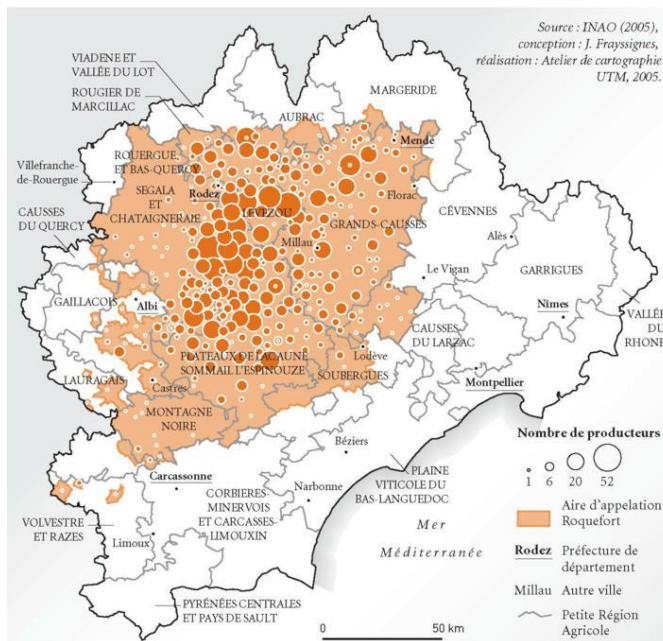 Source : INAO (2005),
conception : J. Frayssignes,
réalisation : Atelier de cartographie
UTM, 2005.
VIADENE ET
VALLÉE DU LOT
ROUGIER DE
MARCILLAC
MARGERIDE
AUBRAC
Mende
ROUERGUE,
ET BAS-QUERCY
Villefranche-
de-Rouergue
SEGALA
ET
CHATAIGNERAIE
Rodez
LEVEZOU
Florac
GRANDS-CAUSSES
CÉVENNES
CAUSSES
DU QUERCY
Millau
Alès
GARRIGUES
Le Vigan
GAILLACOIS
Albi
Nîmes
VALLÉE
DU
RHONE
CAUSSES
DU LARZAC
Lodève
PLATEAUX DE LACAUNE
SOMMAIL L'ESPINOUZE
SOUBERGUES
Montpellier
LAURAGAIS
Castres
MONTAGNE
NOIRE
Béziers
Nombre de producteurs
1 6 20 52
PLAINE
VITICOLE DU
BAS-LANGUEDOC
Carcassonne
Narbonne
CORBIERES
MINERVOIS
ET CARCASSES-
LIMOUXIN
Aire d'appelation
Roquefort
VOLVESTRE
ET RAZES
Limoux
Mer
Méditerranée
Rodez Préfecture de
département
Millau Autre ville
PYRÉNÉES CENTRALES
ET PAYS DE SAULT
Petite Région
Agricole
0 50 km